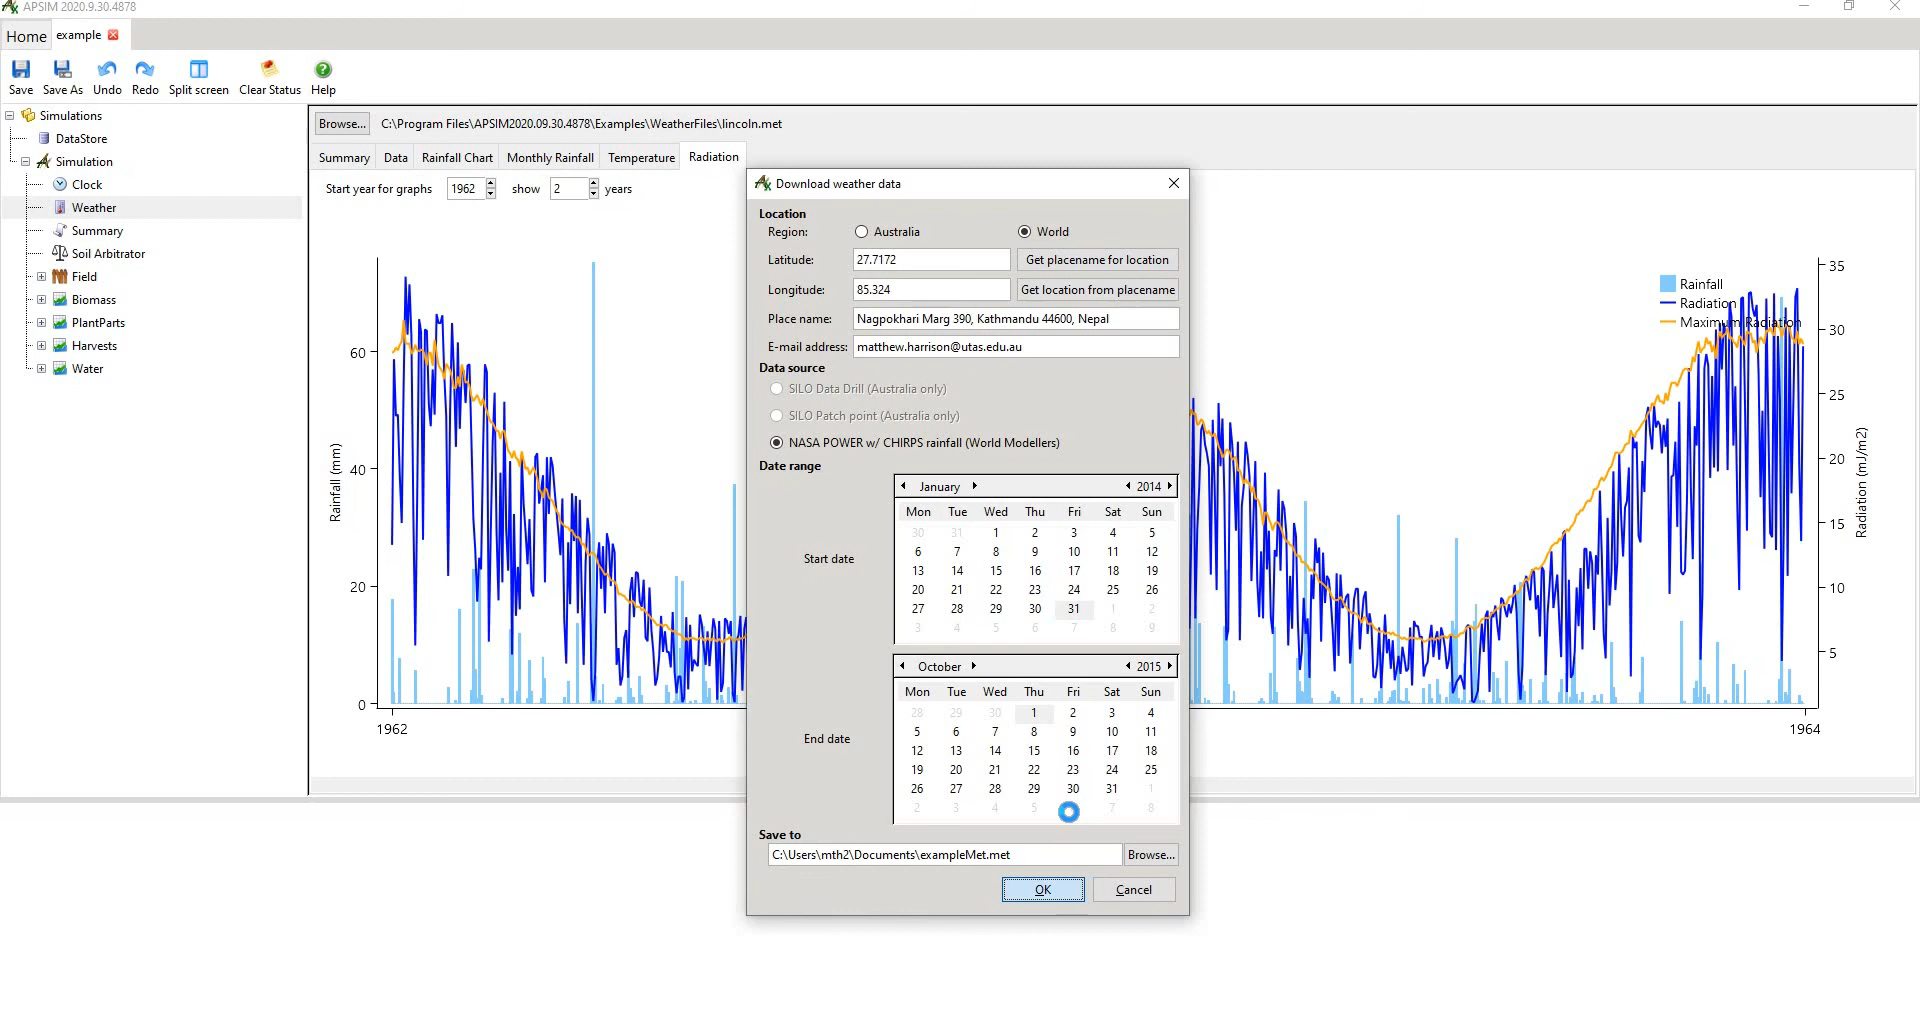 APSIM 2020.9.30.4878
Home example
Save Save As Undo Redo Split screen Clear Status Help
Simulations
DataStore
Simulation
Clock
Weather
Summary
Soil Arbitrator
Field
Biomass
PlantParts
Harvests
Water
Browse... C:\Program Files\APSIM2020.09.30.4878\Examples\WeatherFiles\lincoln.met
Summary Data Rainfall Chart Monthly Rainfall Temperature Radiation
Start year for graphs 1962 show 2 years
Rainfall (mm)
60
40
20
0
1962
1964
35
30
25
20
15
10
5
Radiation (mJ/m2)
Rainfall
Radiation
Maximum Radiation
Download weather data
Location
Region: Australia World
Latitude: 27.7172 Get placename for location
Longitude: 85.324 Get location from placename
Place name: Nagpokhari Marg 390, Kathmandu 44600, Nepal
E-mail address: matthew.harrison@utas.edu.au
Data source
SILO Data Drill (Australia only)
SILO Patch point (Australia only)
NASA POWER w/ CHIRPS rainfall (World Modellers)
Date range
Start date
January 2014
Mon Tue Wed Thu Fri Sat Sun
30 31 1 2 3 4 5
6 7 8 9 10 11 12
13 14 15 16 17 18 19
20 21 22 23 24 25 26
27 28 29 30 31 1 2
3 4 5 6 7 8 9
End date
October 2015
Mon Tue Wed Thu Fri Sat Sun
28 29 30 1 2 3 4
5 6 7 8 9 10 11
12 13 14 15 16 17 18
19 20 21 22 23 24 25
26 27 28 29 30 31 1
2 3 4 5 7 8
Save to
C:\Users\mth2\Documents\exampleMet.met Browse...
OK Cancel